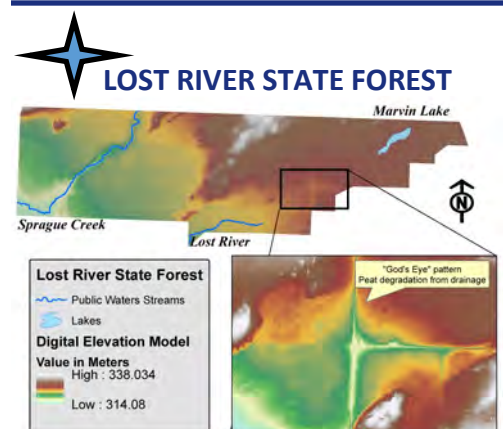 LOST RIVER STATE FOREST
Marvin Lake
Sprague Creek
Lost River
N
Lost River State Forest
Public Waters Streams
Lakes
Digital Elevation Model
Value in Meters
High : 338.034
Low : 314.08
"God's Eye" pattern
Peat degradation from drainage